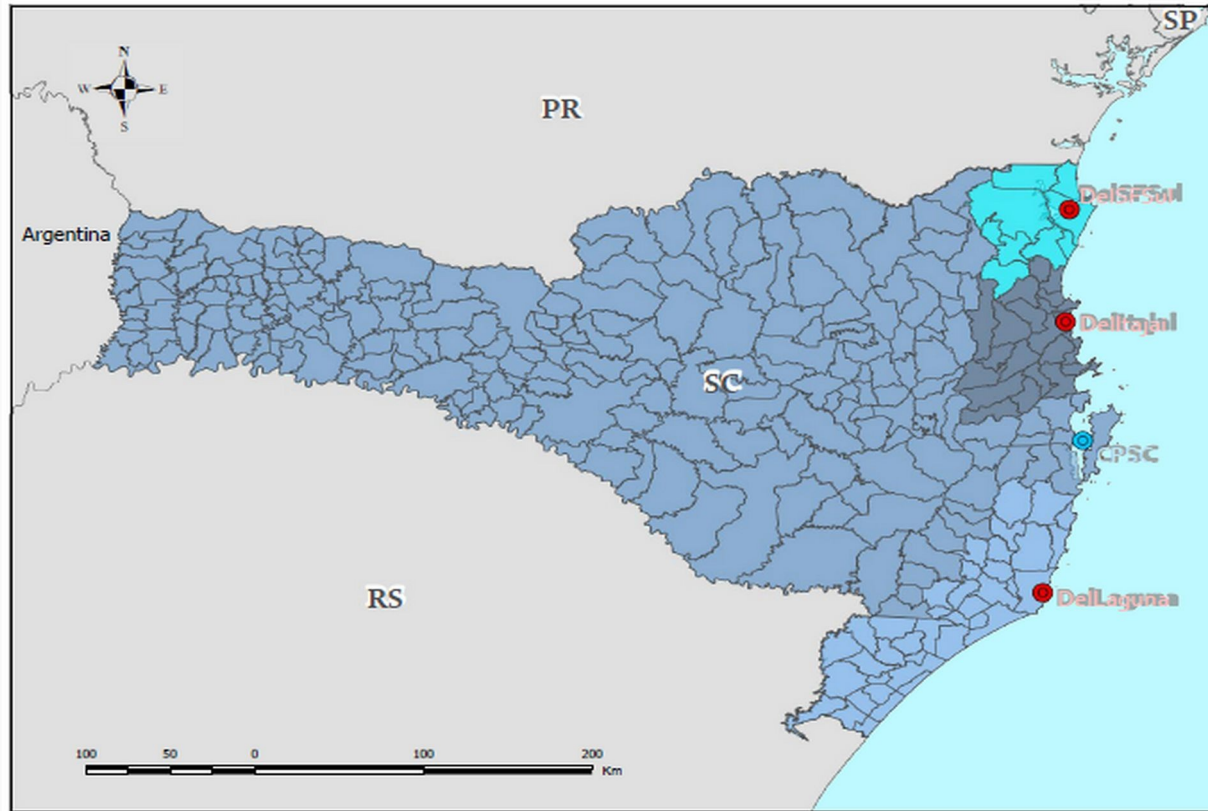 SP
N
W E
S
PR
DelSFSul
Argentina
DelItajaí
SC
CPSC
RS
DelLaguna
100 50 0 100 200
Km